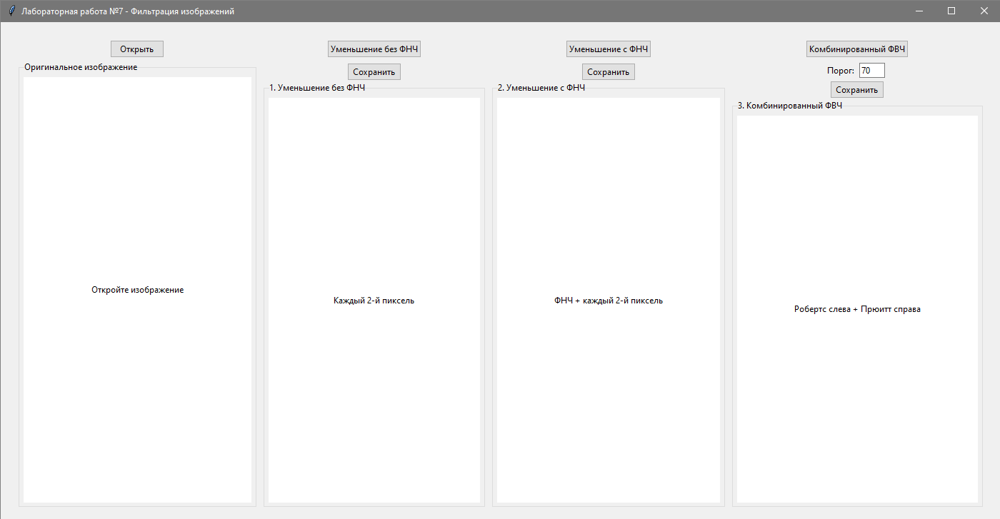 Лабораторная работа №7 - Фильтрация изображений
Открыть
Оригинальное изображение
Откройте изображение
Уменьшение без ФНЧ
Сохранить
1. Уменьшение без ФНЧ
Каждый 2-й пиксель
Уменьшение с ФНЧ
Сохранить
2. Уменьшение с ФНЧ
ФНЧ + каждый 2-й пиксель
Комбинированный ФВЧ
Порог: 70
Сохранить
3. Комбинированный ФВЧ
Робертс слева + Прюитт справа